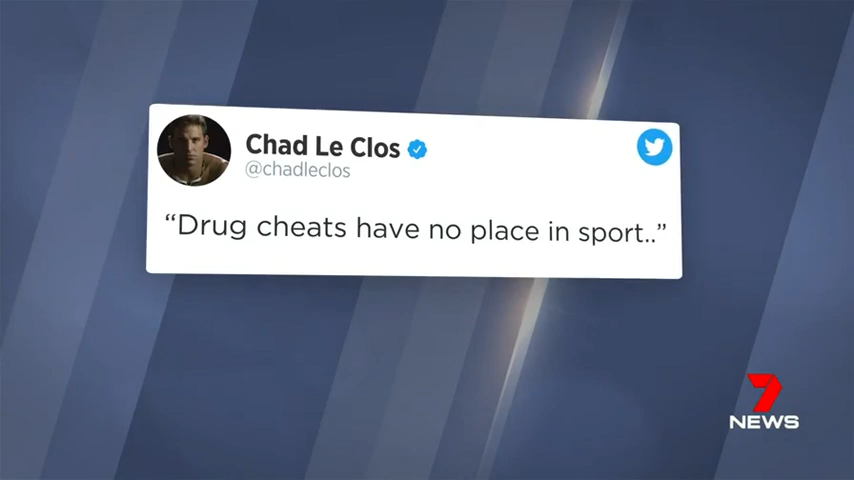 Chad Le Clos
@chadleclos
“Drug cheats have no place in sport..”
7
NEWS